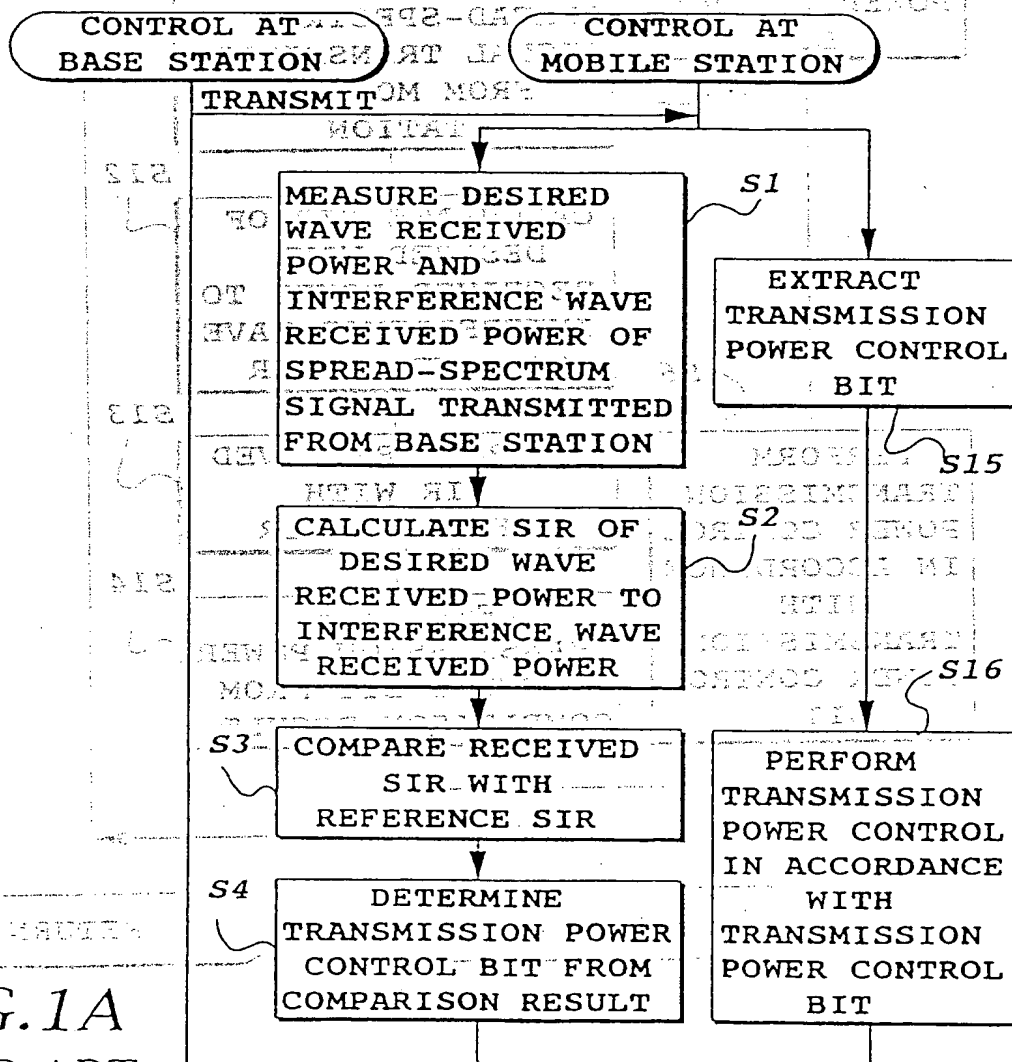 CONTROL AT
BASE STATION
CONTROL AT
MOBILE STATION
TRANSMIT
MEASURE DESIRED
WAVE RECEIVED
POWER AND
INTERFERENCE WAVE
RECEIVED POWER OF
SPREAD-SPECTRUM
SIGNAL TRANSMITTED
FROM BASE STATION
S1
EXTRACT
TRANSMISSION
POWER CONTROL
BIT
S15
CALCULATE SIR OF
DESIRED WAVE
RECEIVED POWER TO
INTERFERENCE WAVE
RECEIVED POWER
S2
S3
COMPARE RECEIVED
SIR WITH
REFERENCE SIR
S16
PERFORM
TRANSMISSION
POWER CONTROL
IN ACCORDANCE
WITH
TRANSMISSION
POWER CONTROL
BIT
S4
DETERMINE
TRANSMISSION POWER
CONTROL BIT FROM
COMPARISON RESULT
G.1A